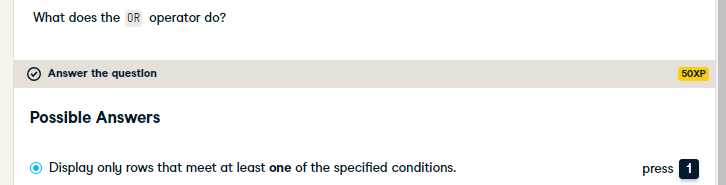 What does the OR operator do?
Answer the question 50XP
Possible Answers
Display only rows that meet at least one of the specified conditions. press 1